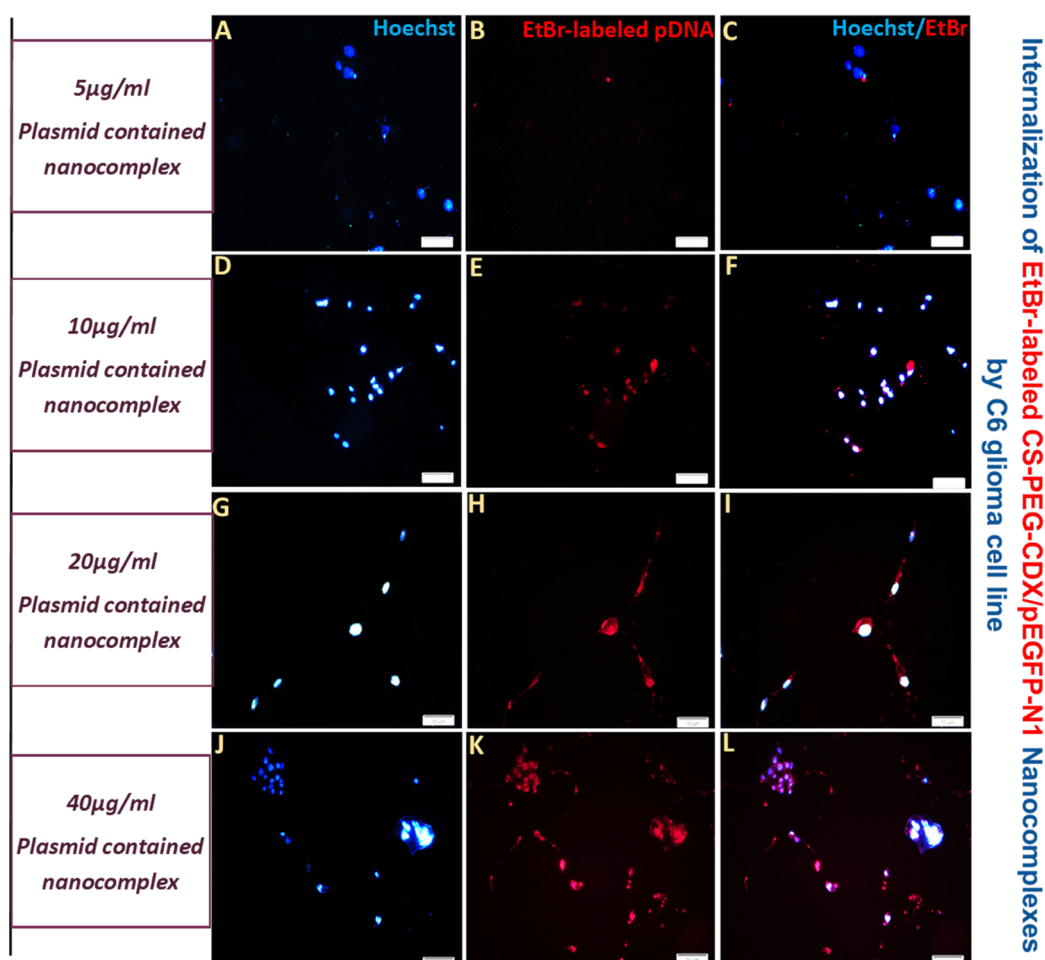 A
Hoechst
B
EtBr-labeled pDNA
C
Hoechst/EtBr
5µg/ml
Plasmid contained
nanocomplex
D
E
F
10µg/ml
Plasmid contained
nanocomplex
G
H
I
20µg/ml
Plasmid contained
nanocomplex
J
K
L
40µg/ml
Plasmid contained
nanocomplex
Internalization of EtBr-labeled CS-PEG-CDX/pEGFP-N1 Nanocomplexes
by C6 glioma cell line